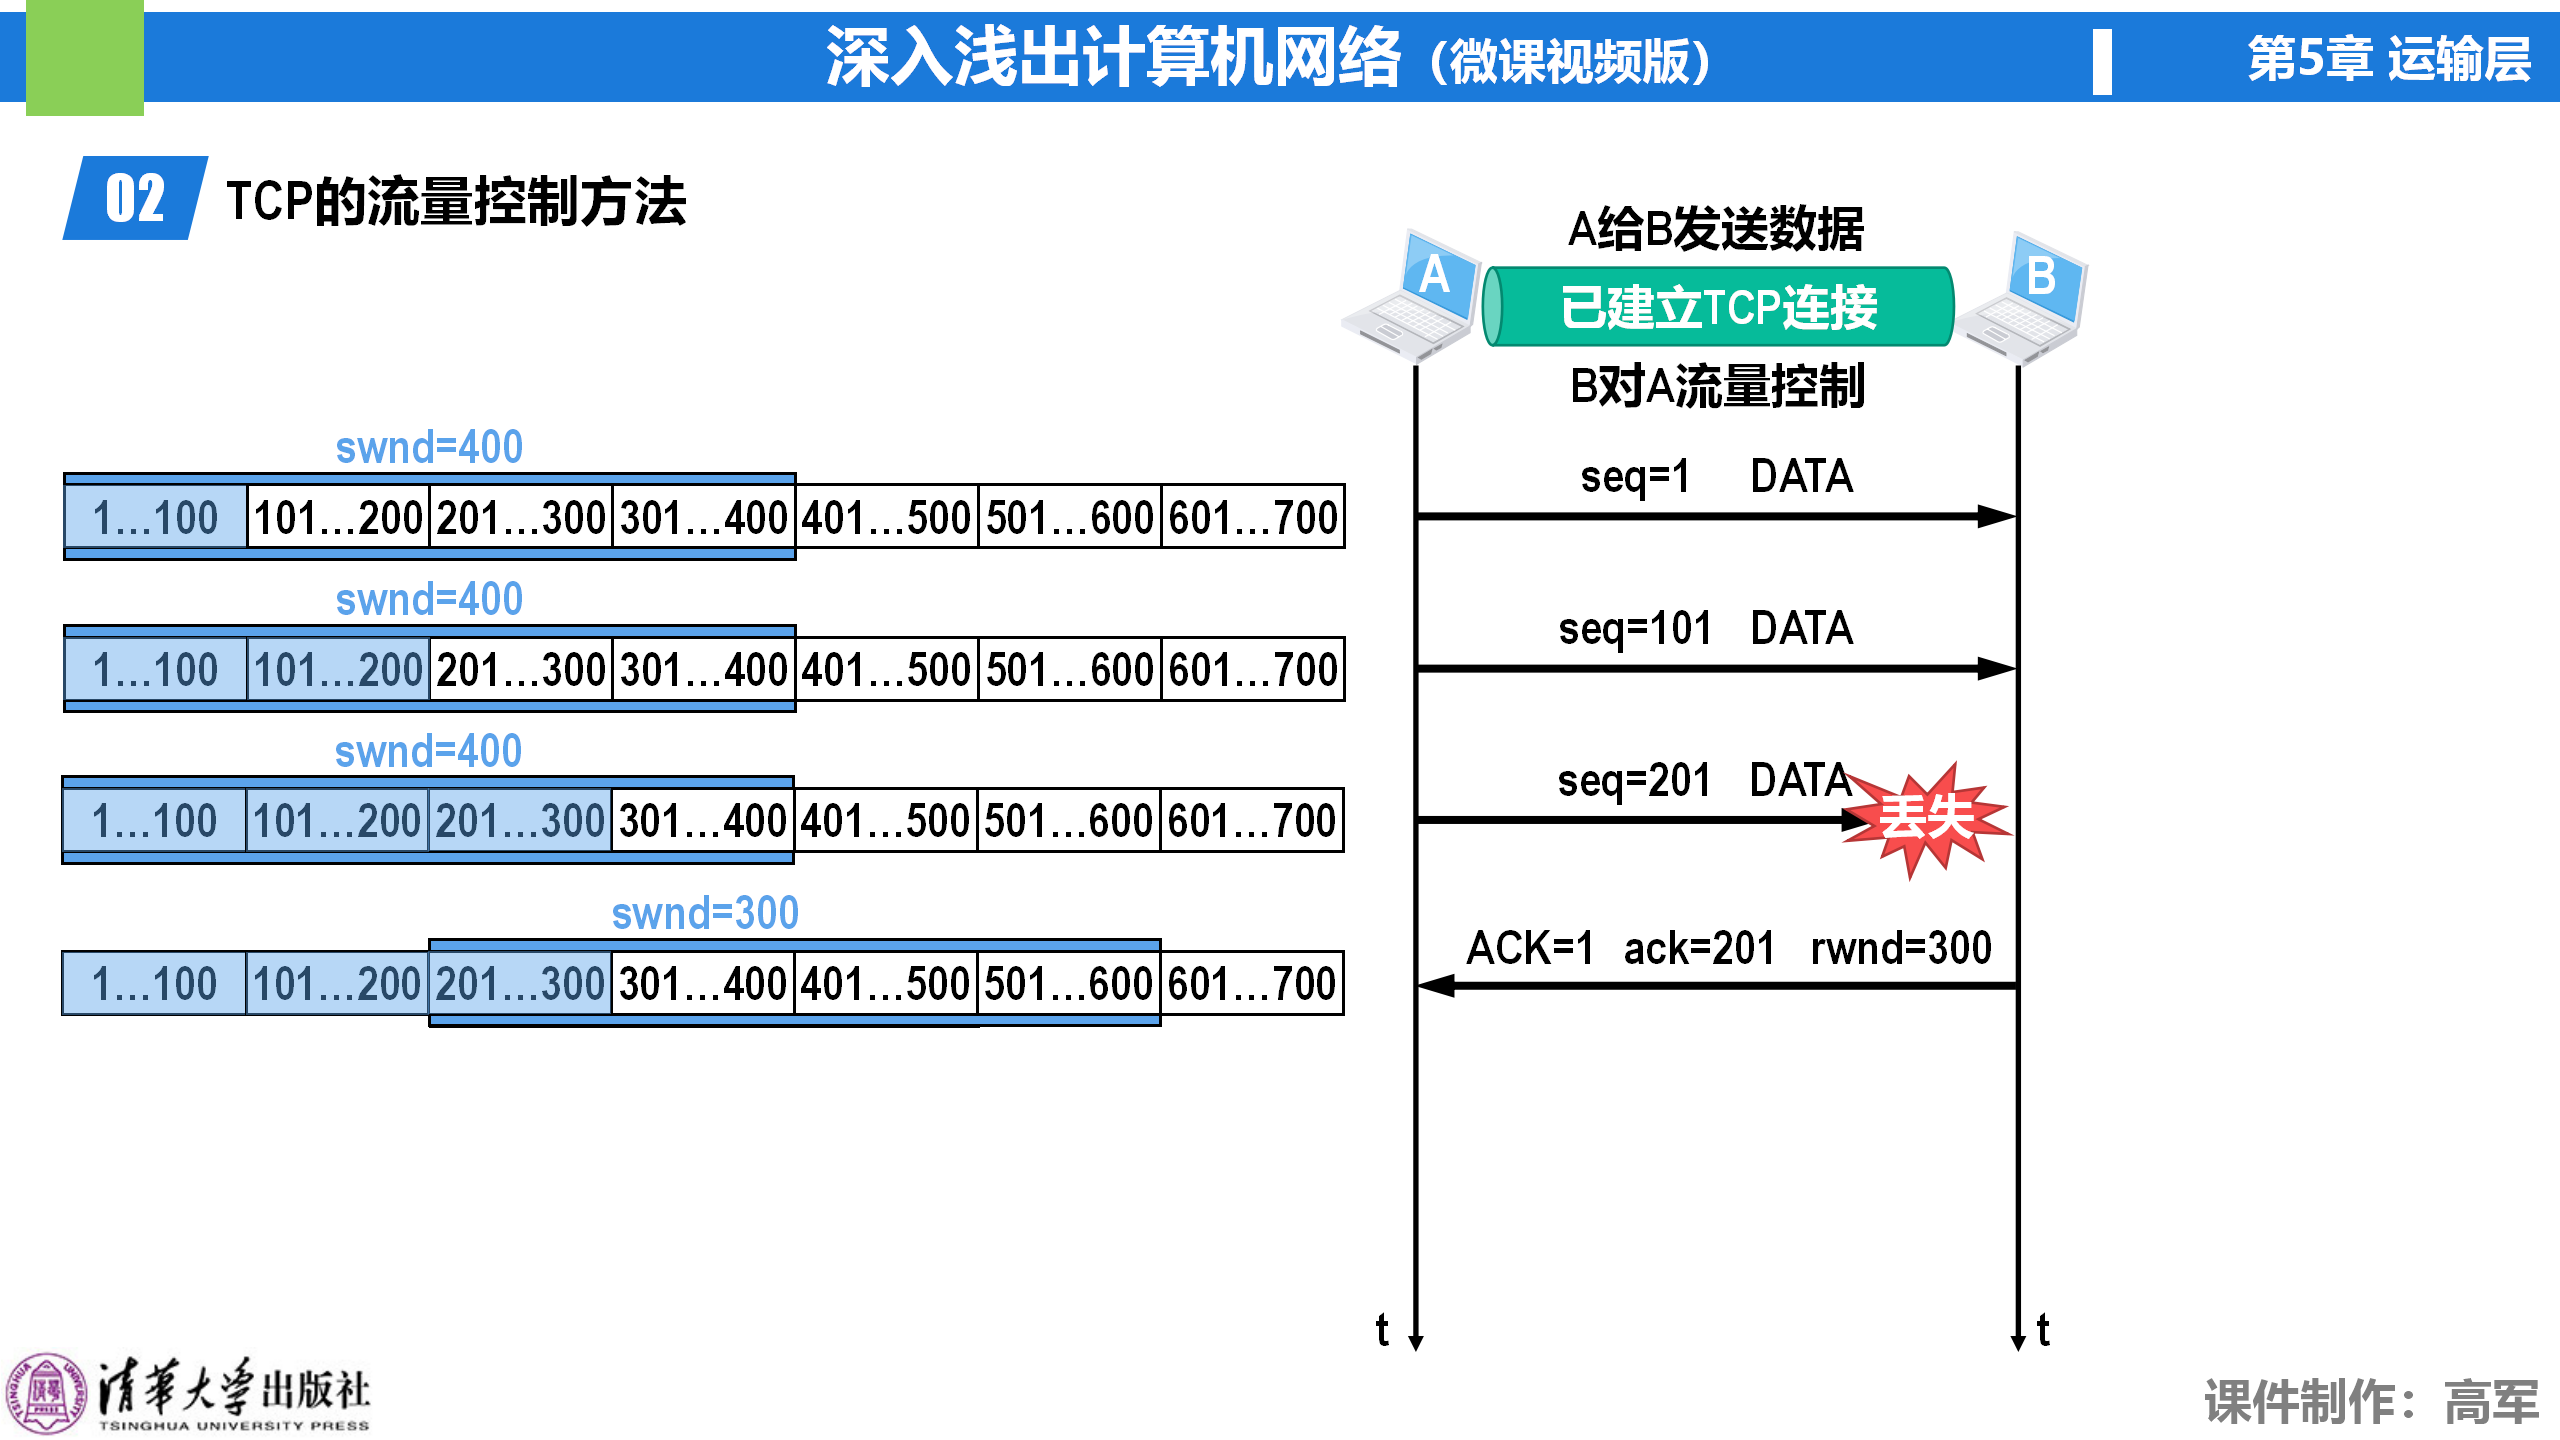 深入浅出计算机网络（微课视频版）
第5章 运输层
02 TCP的流量控制方法
A给B发送数据
A
已建立TCP连接
B
B对A流量控制
swnd=400
1...100 101...200 201...300 301...400 401...500 501...600 601...700
seq=1 DATA
swnd=400
1...100 101...200 201...300 301...400 401...500 501...600 601...700
seq=101 DATA
swnd=400
1...100 101...200 201...300 301...400 401...500 501...600 601...700
seq=201 DATA
丢失
swnd=300
1...100 101...200 201...300 301...400 401...500 501...600 601...700
ACK=1 ack=201 rwnd=300
t
t
清华大学出版社
TSINGHUA UNIVERSITY PRESS
课件制作：高军